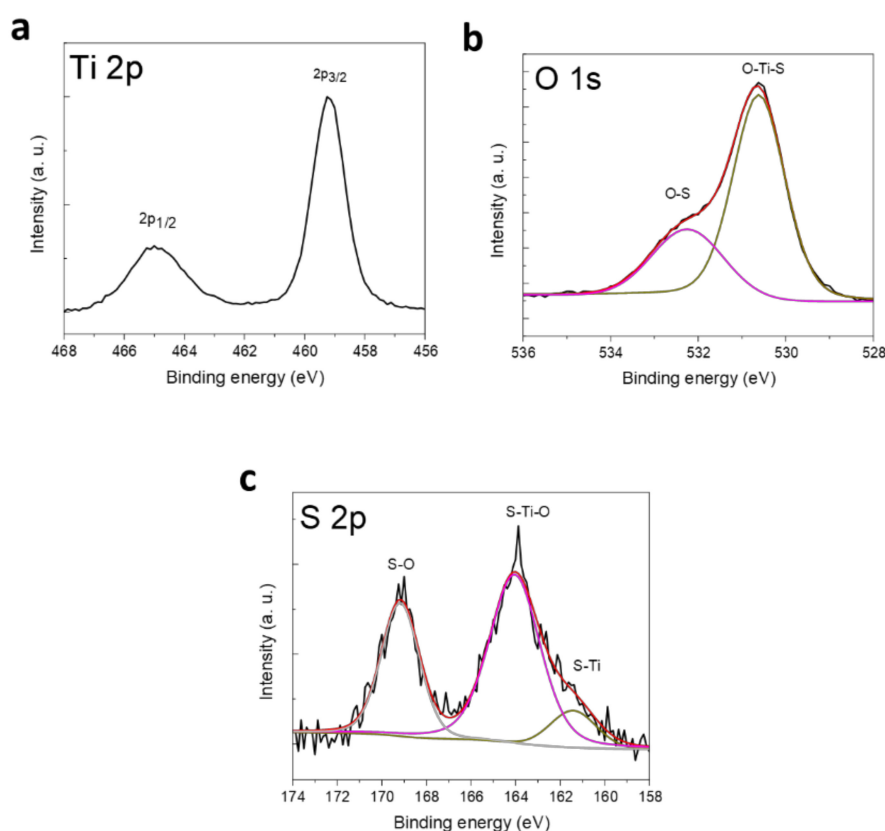 a
Ti 2p
2p3/2
2p1/2
Intensity (a. u.)
468 466 464 462 460 458 456
Binding energy (eV)
b
O 1s
O-Ti-S
O-S
Intensity (a. u.)
536 534 532 530 528
Binding energy (eV)
c
S 2p
S-Ti-O
S-O
S-Ti
Intensity (a. u.)
174 172 170 168 166 164 162 160 158
Binding energy (eV)